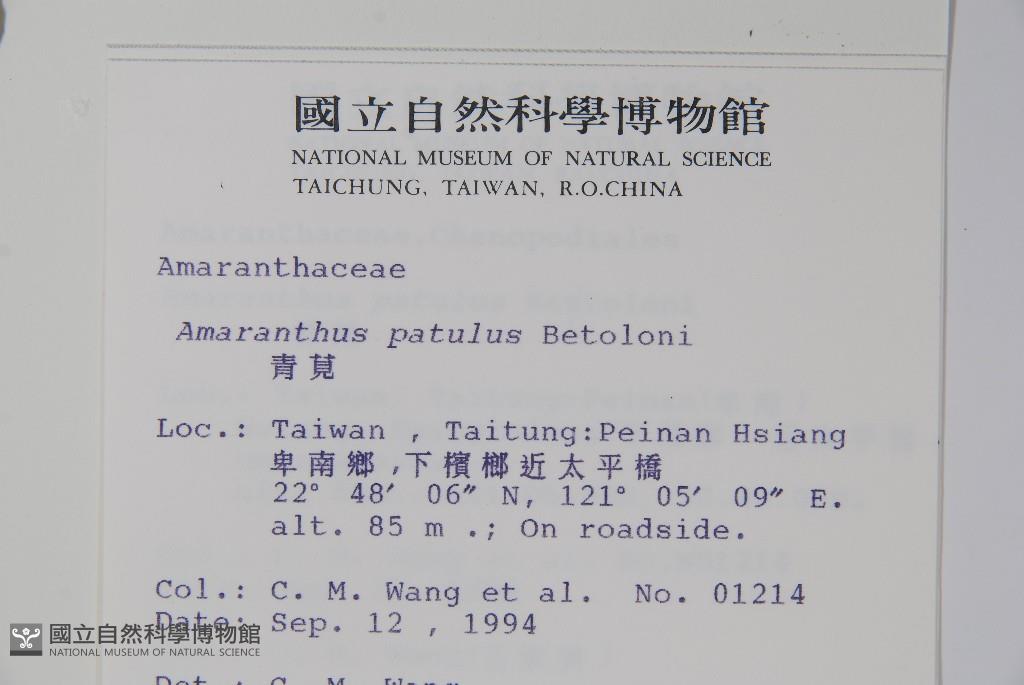 國立自然科學博物館
NATIONAL MUSEUM OF NATURAL SCIENCE
TAICHUNG, TAIWAN, R.O.CHINA
Amaranthaceae
Amaranthus patulus Betoloni
青莧
Loc.: Taiwan , Taitung:Peinan Hsiang
卑南鄉,下檳榔近太平橋
22° 48′ 06″ N, 121° 05′ 09″ E.
alt. 85 m .; On roadside.
Col.: C. M. Wang et al. No. 01214
Date: Sep. 12 , 1994
Det.: C. M. Wang
國立自然科學博物館
NATIONAL MUSEUM OF NATURAL SCIENCE